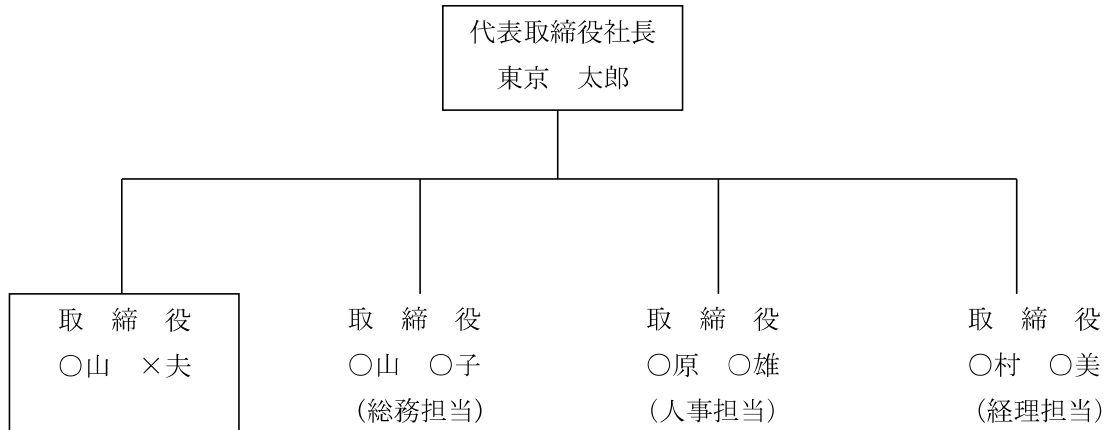 代表取締役社長
東京　太郎
取　締　役
○山　×夫
取　締　役
○山　○子
(総務担当)
取　締　役
○原　○雄
(人事担当)
取　締　役
○村　○美
(経理担当)